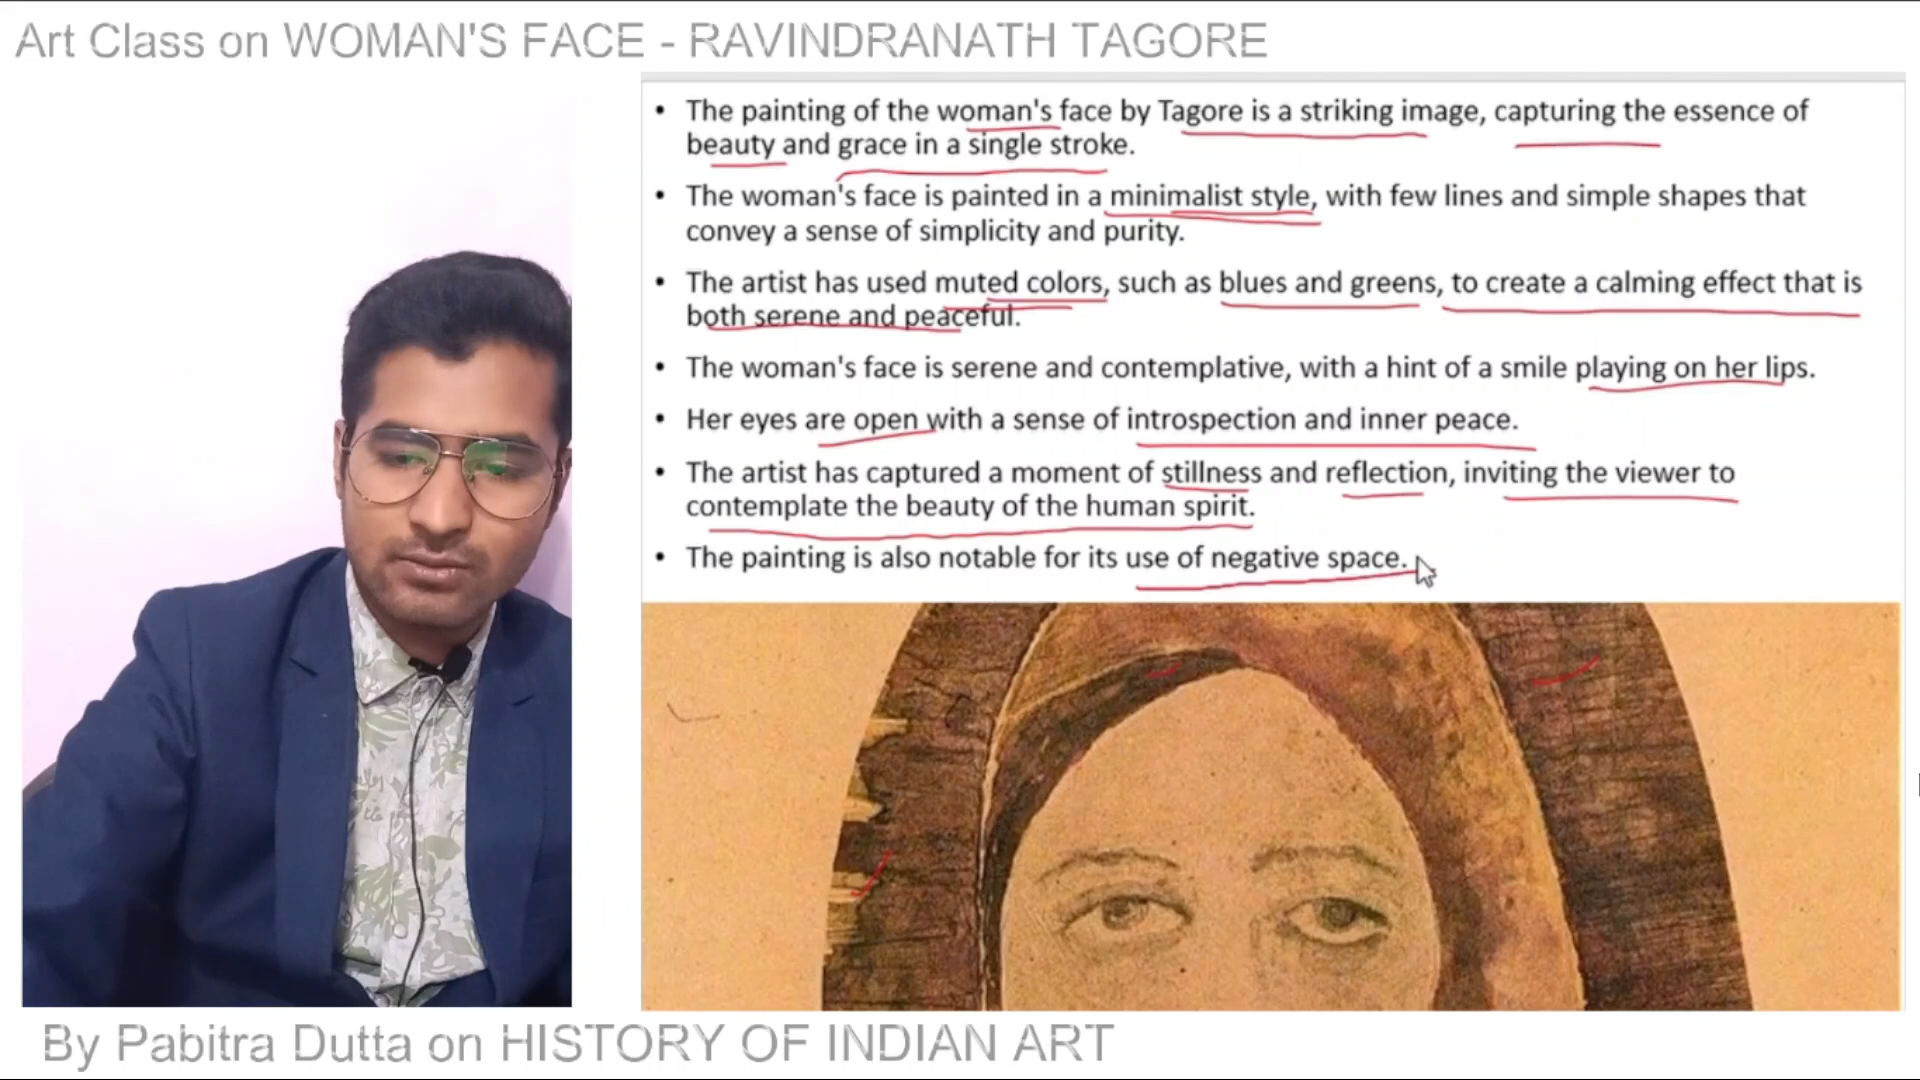 Art Class on WOMAN'S FACE - RAVINDRANATH TAGORE
• The painting of the woman's face by Tagore is a striking image, capturing the essence of
beauty and grace in a single stroke.
• The woman's face is painted in a minimalist style, with few lines and simple shapes that
convey a sense of simplicity and purity.
• The artist has used muted colors, such as blues and greens, to create a calming effect that is
both serene and peaceful.
• The woman's face is serene and contemplative, with a hint of a smile playing on her lips.
• Her eyes are open with a sense of introspection and inner peace.
• The artist has captured a moment of stillness and reflection, inviting the viewer to
contemplate the beauty of the human spirit.
• The painting is also notable for its use of negative space.
By Pabitra Dutta on HISTORY OF INDIAN ART